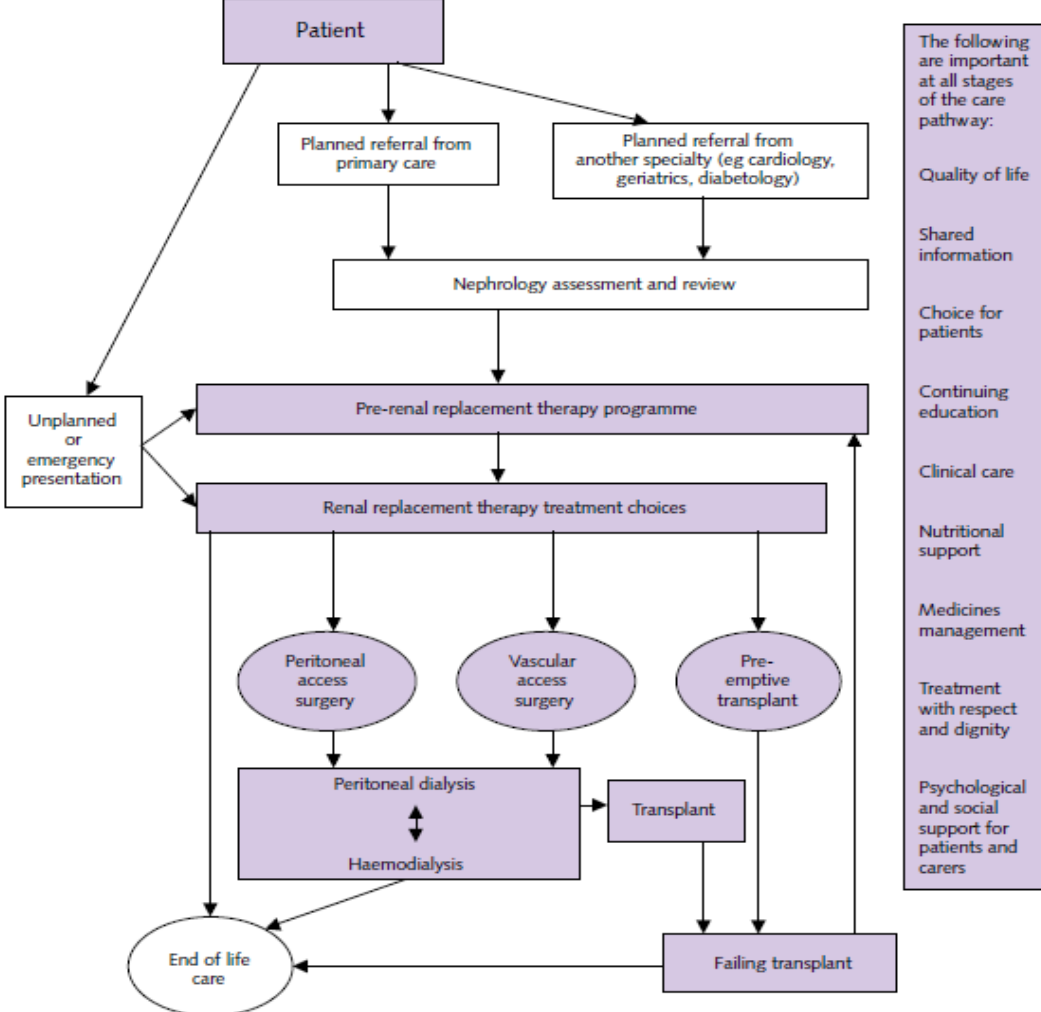 Patient
Planned referral from
primary care
Planned referral from
another specialty (eg cardiology,
geriatrics, diabetology)
Nephrology assessment and review
Unplanned
or
emergency
presentation
Pre-renal replacement therapy programme
Renal replacement therapy treatment choices
Peritoneal
access
surgery
Vascular
access
surgery
Pre-
emptive
transplant
Peritoneal dialysis
Haemodialysis
Transplant
End of life
care
Failing transplant
The following
are important
at all stages
of the care
pathway:
Quality of life
Shared
information
Choice for
patients
Continuing
education
Clinical care
Nutritional
support
Medicines
management
Treatment
with respect
and dignity
Psychological
and social
support for
patients and
carers